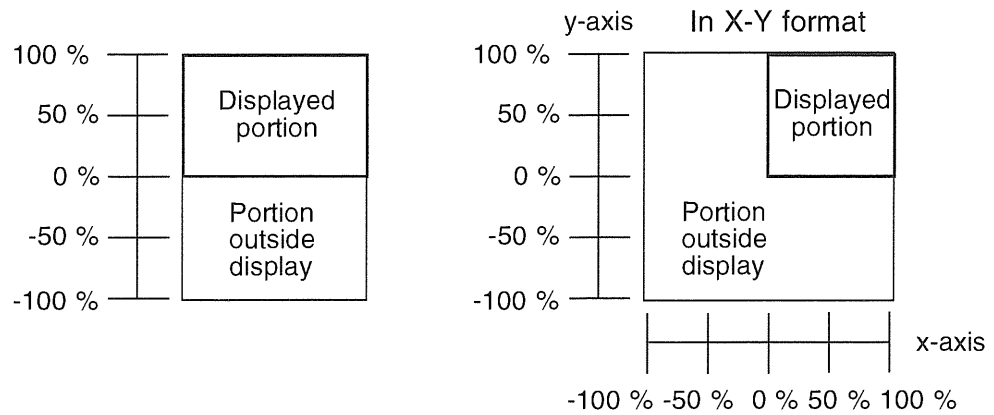 100 %
50 %
0 %
-50 %
-100 %
Displayed
portion
Portion
outside
display
y-axis
In X-Y format
100 %
50 %
0 %
-50 %
-100 %
Displayed
portion
Portion
outside
display
x-axis
-100 % -50 % 0 % 50 % 100 %